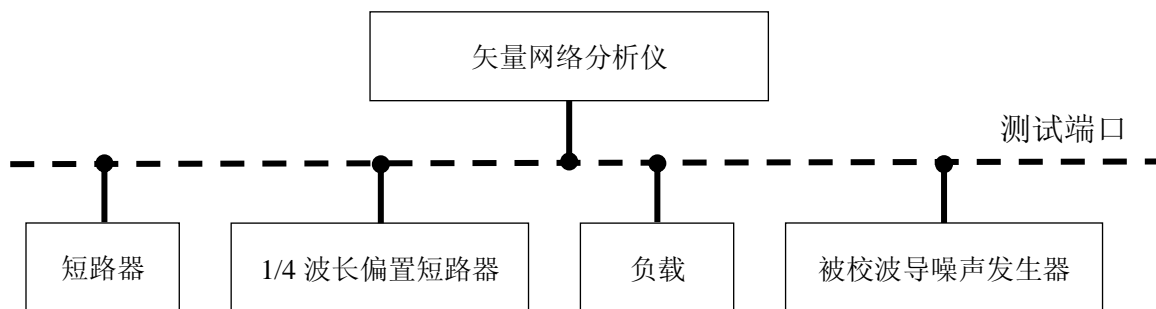 矢量网络分析仪
测试端口
短路器
1/4 波长偏置短路器
负载
被校波导噪声发生器